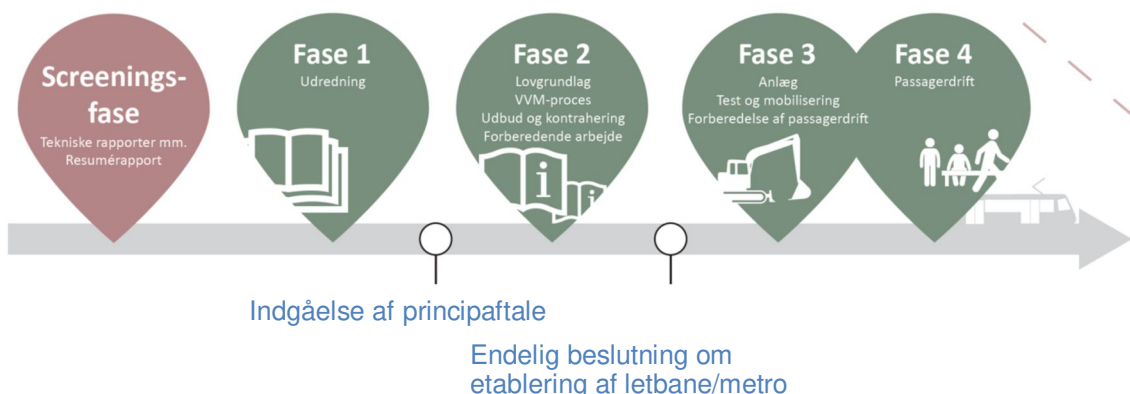 Screenings-
fase
Tekniske rapporter mm.
Resumérapport
Fase 1
Udredning
Fase 2
Lovgrundlag
VVM-proces
Udbud og kontrahering
Forberedende arbejde
i
i
Fase 3
Anlæg
Test og mobilisering
Forberedelse af passagerdrift
Fase 4
Passagerdrift
Indgåelse af principaftale
Endelig beslutning om
etablering af letbane/metro